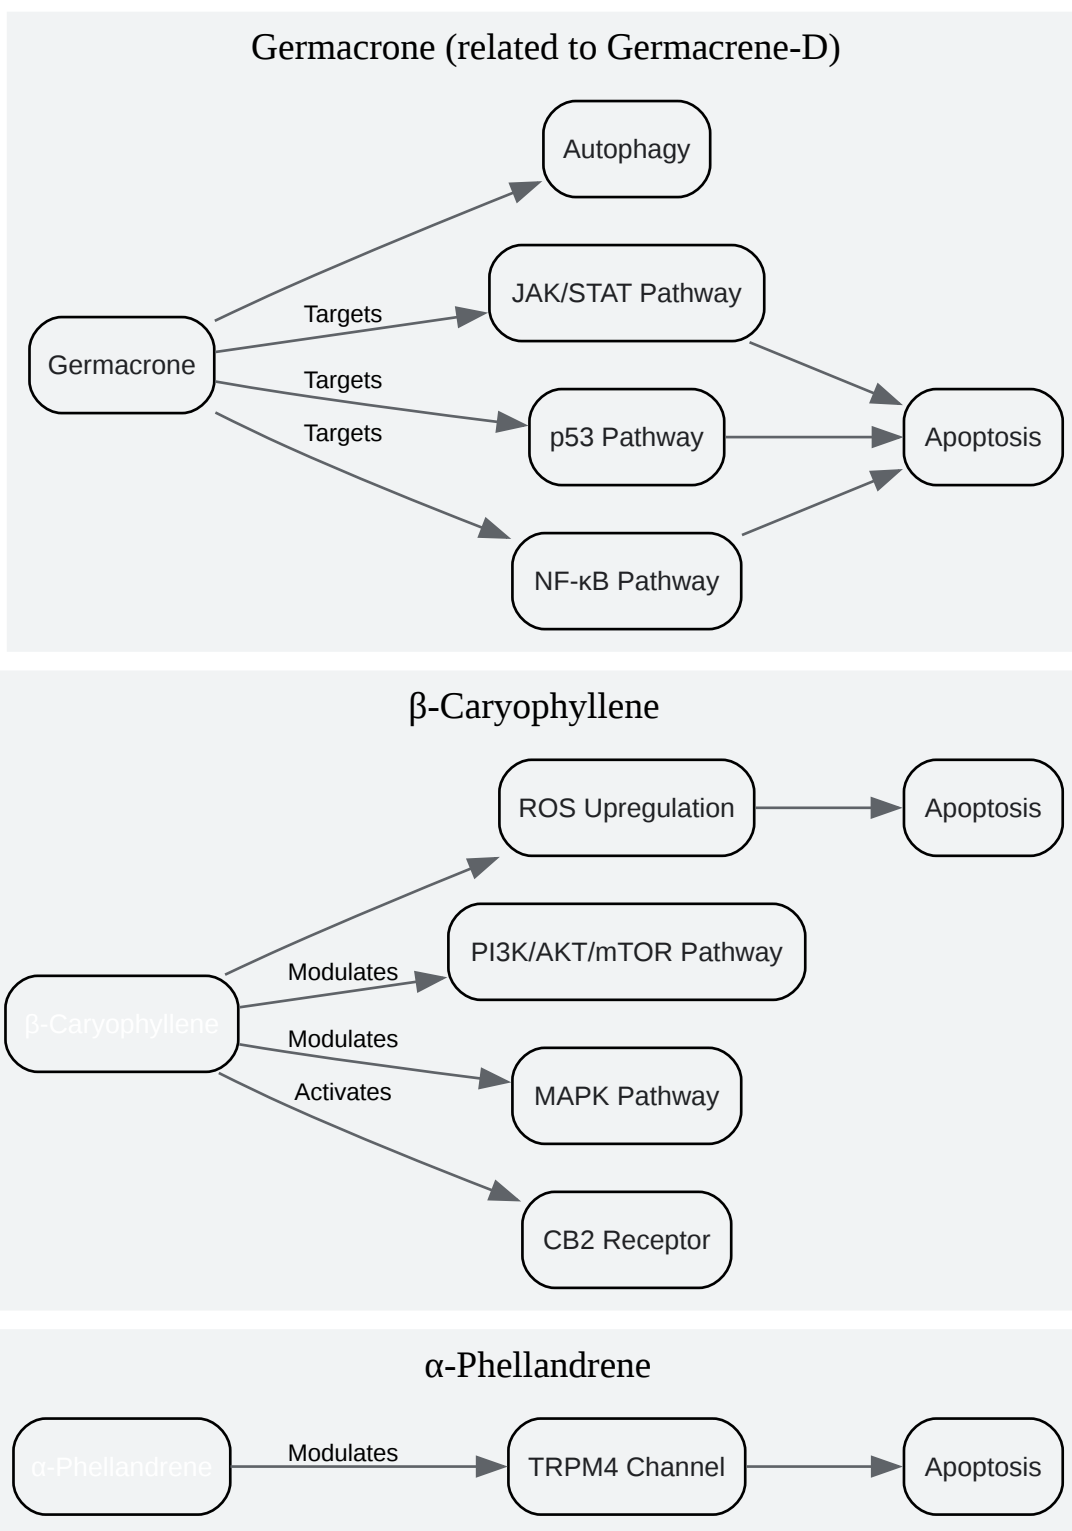 Germacrone (related to Germacrene-D)
Autophagy
JAK/STAT Pathway
Targets
Germacrone
Targets
p53 Pathway
Apoptosis
Targets
NF-κB Pathway
β-Caryophyllene
ROS Upregulation
Apoptosis
PI3K/AKT/mTOR Pathway
Modulates
β-Caryophyllene
Modulates
MAPK Pathway
Activates
CB2 Receptor
α-Phellandrene
α-Phellandrene
Modulates
TRPM4 Channel
Apoptosis